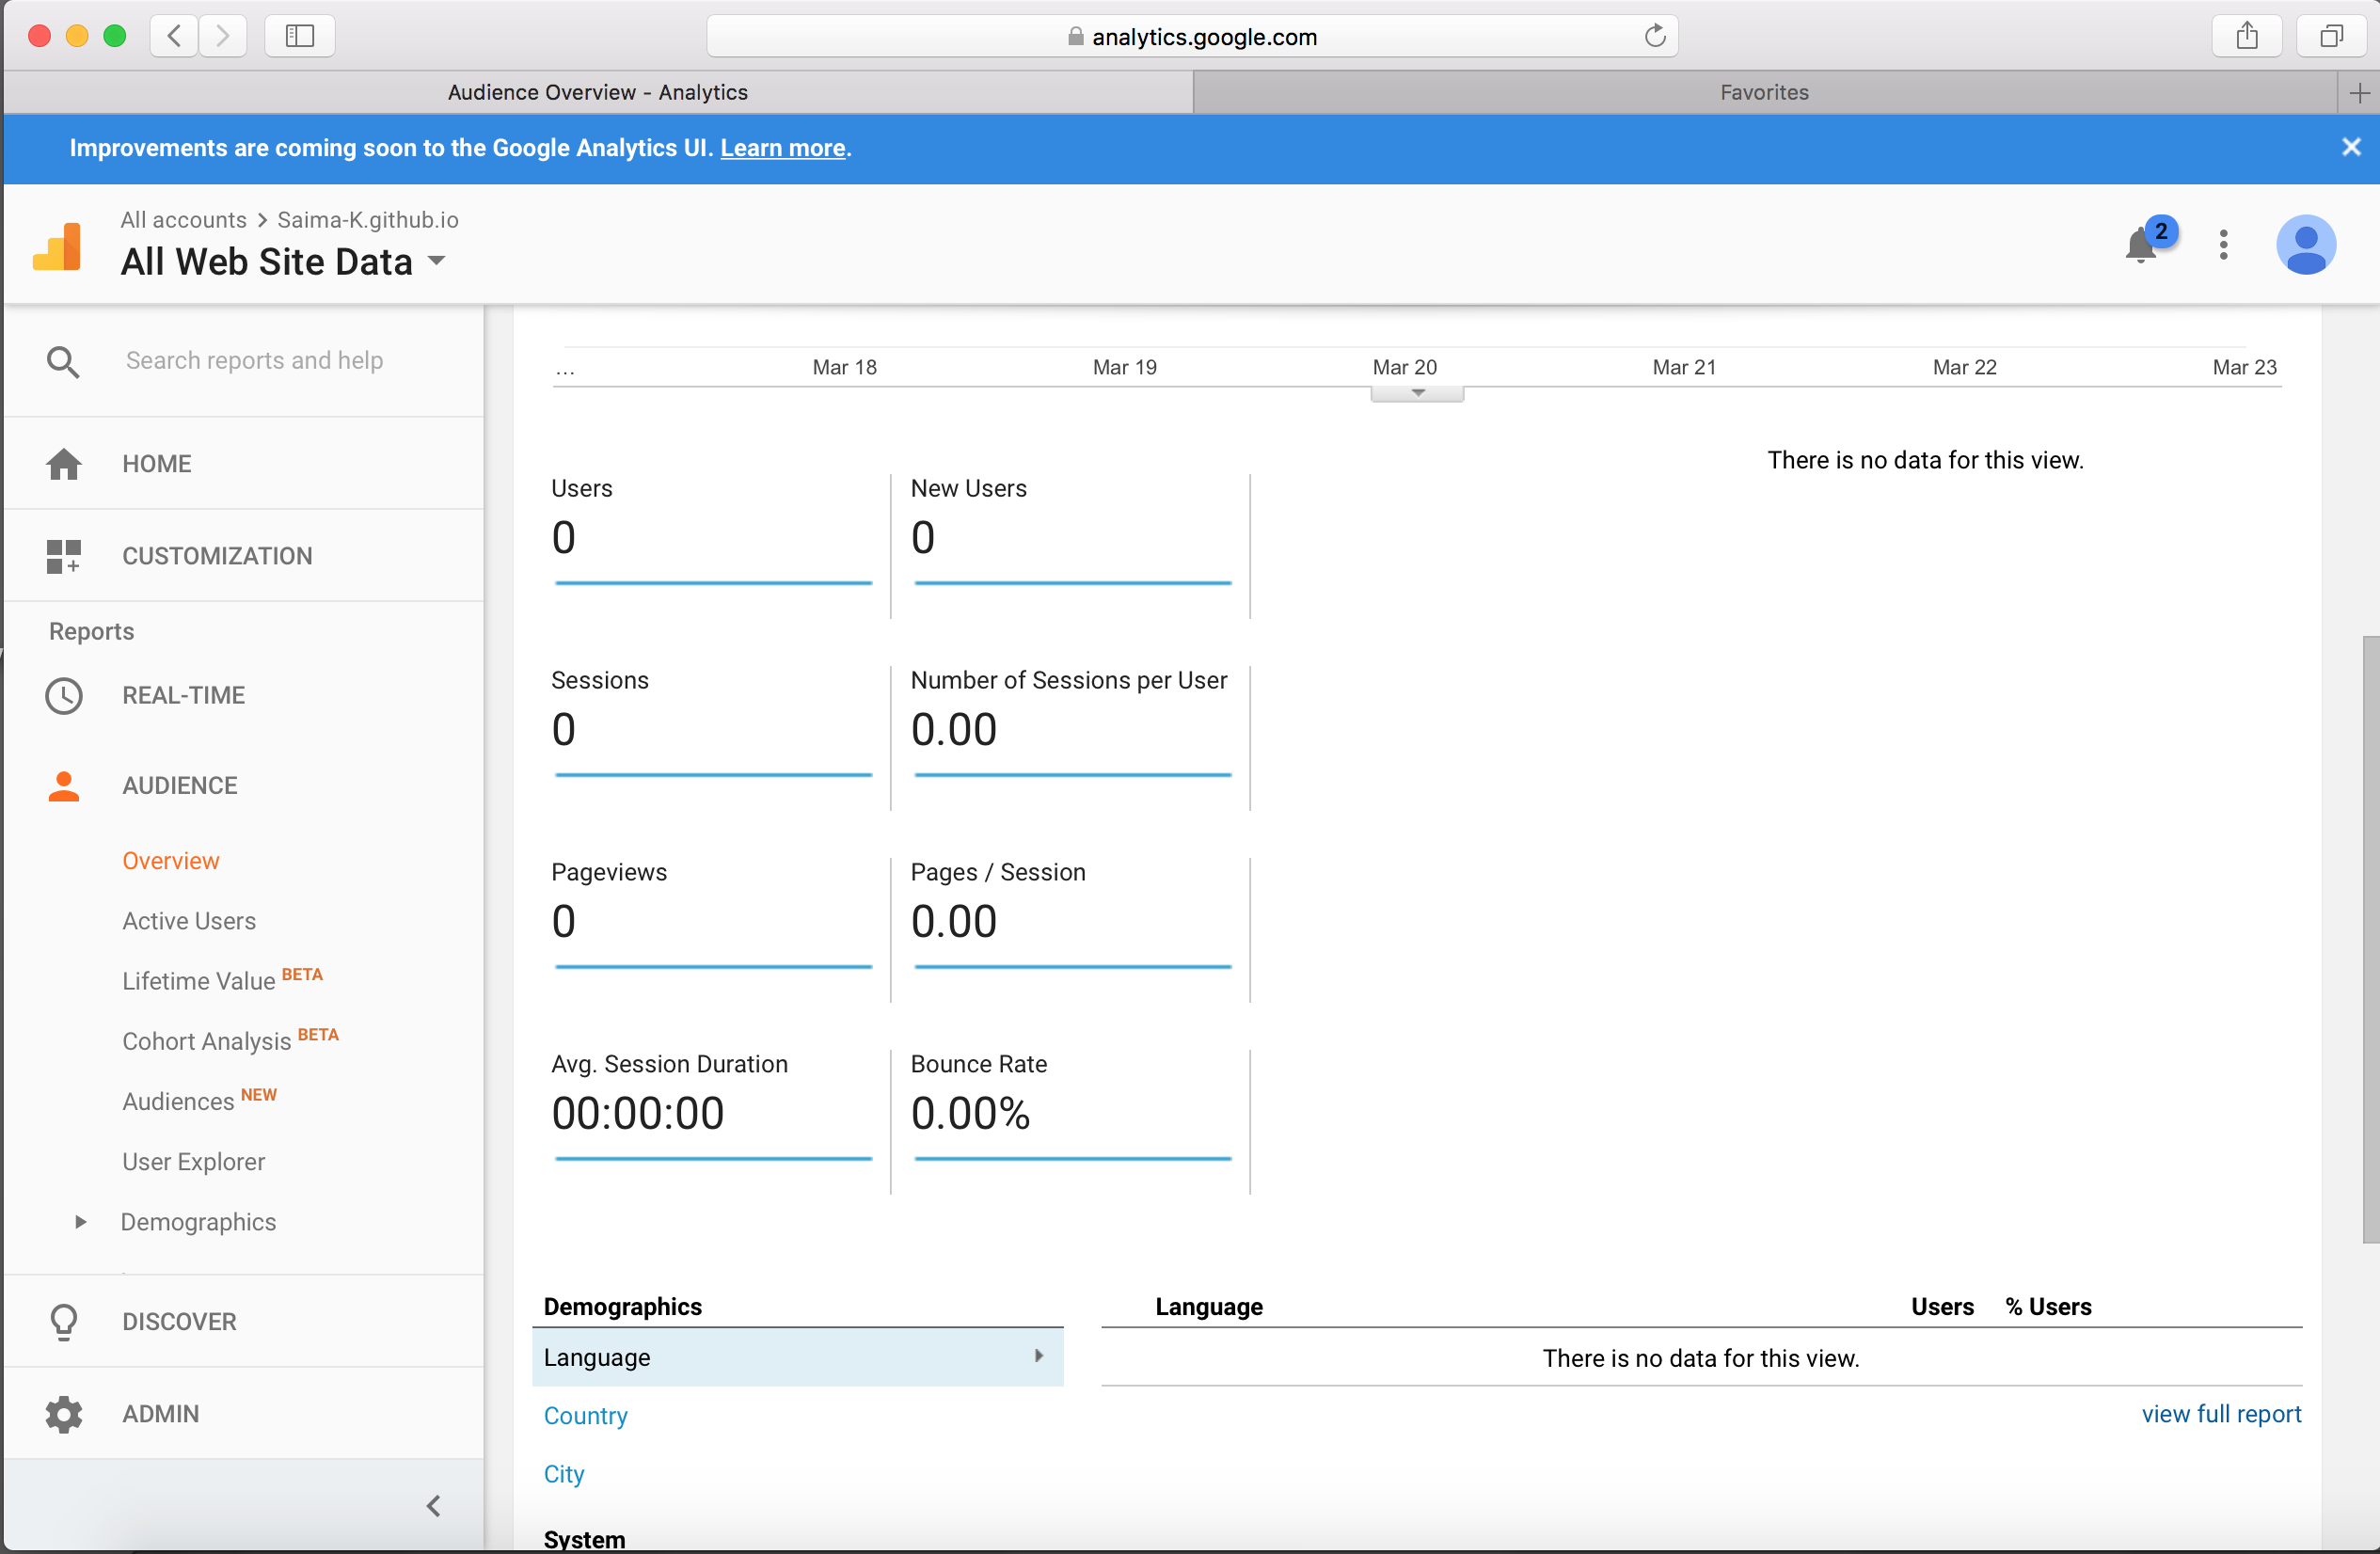 analytics.google.com
Audience Overview - Analytics
Favorites
Improvements are coming soon to the Google Analytics UI. Learn more.
All accounts > Saima-K.github.io
All Web Site Data
2
Search reports and help
HOME
CUSTOMIZATION
Reports
REAL-TIME
AUDIENCE
Overview
Active Users
Lifetime Value BETA
Cohort Analysis BETA
Audiences NEW
User Explorer
Demographics
DISCOVER
ADMIN
... Mar 18 Mar 19 Mar 20 Mar 21 Mar 22 Mar 23
There is no data for this view.
Users
0
New Users
0
Sessions
0
Number of Sessions per User
0.00
Pageviews
0
Pages / Session
0.00
Avg. Session Duration
00:00:00
Bounce Rate
0.00%
Demographics
Language
Country
City
System
Language Users % Users
There is no data for this view.
view full report